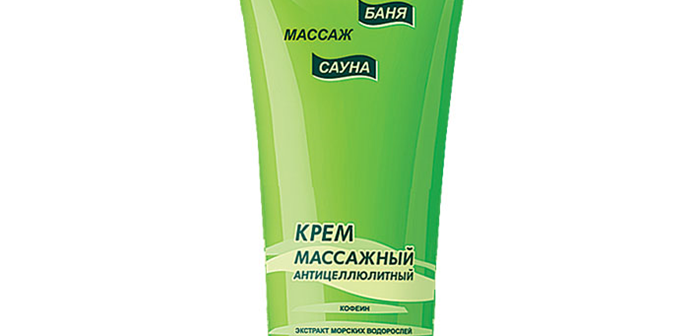 БАНЯ
МАССАЖ
САУНА
КРЕМ
МАССАЖНЫЙ
АНТИЦЕЛЛЮЛИТНЫЙ
КОФЕИН
ЭКСТРАКТ МОРСКИХ ВОДОРОСЛЕЙ